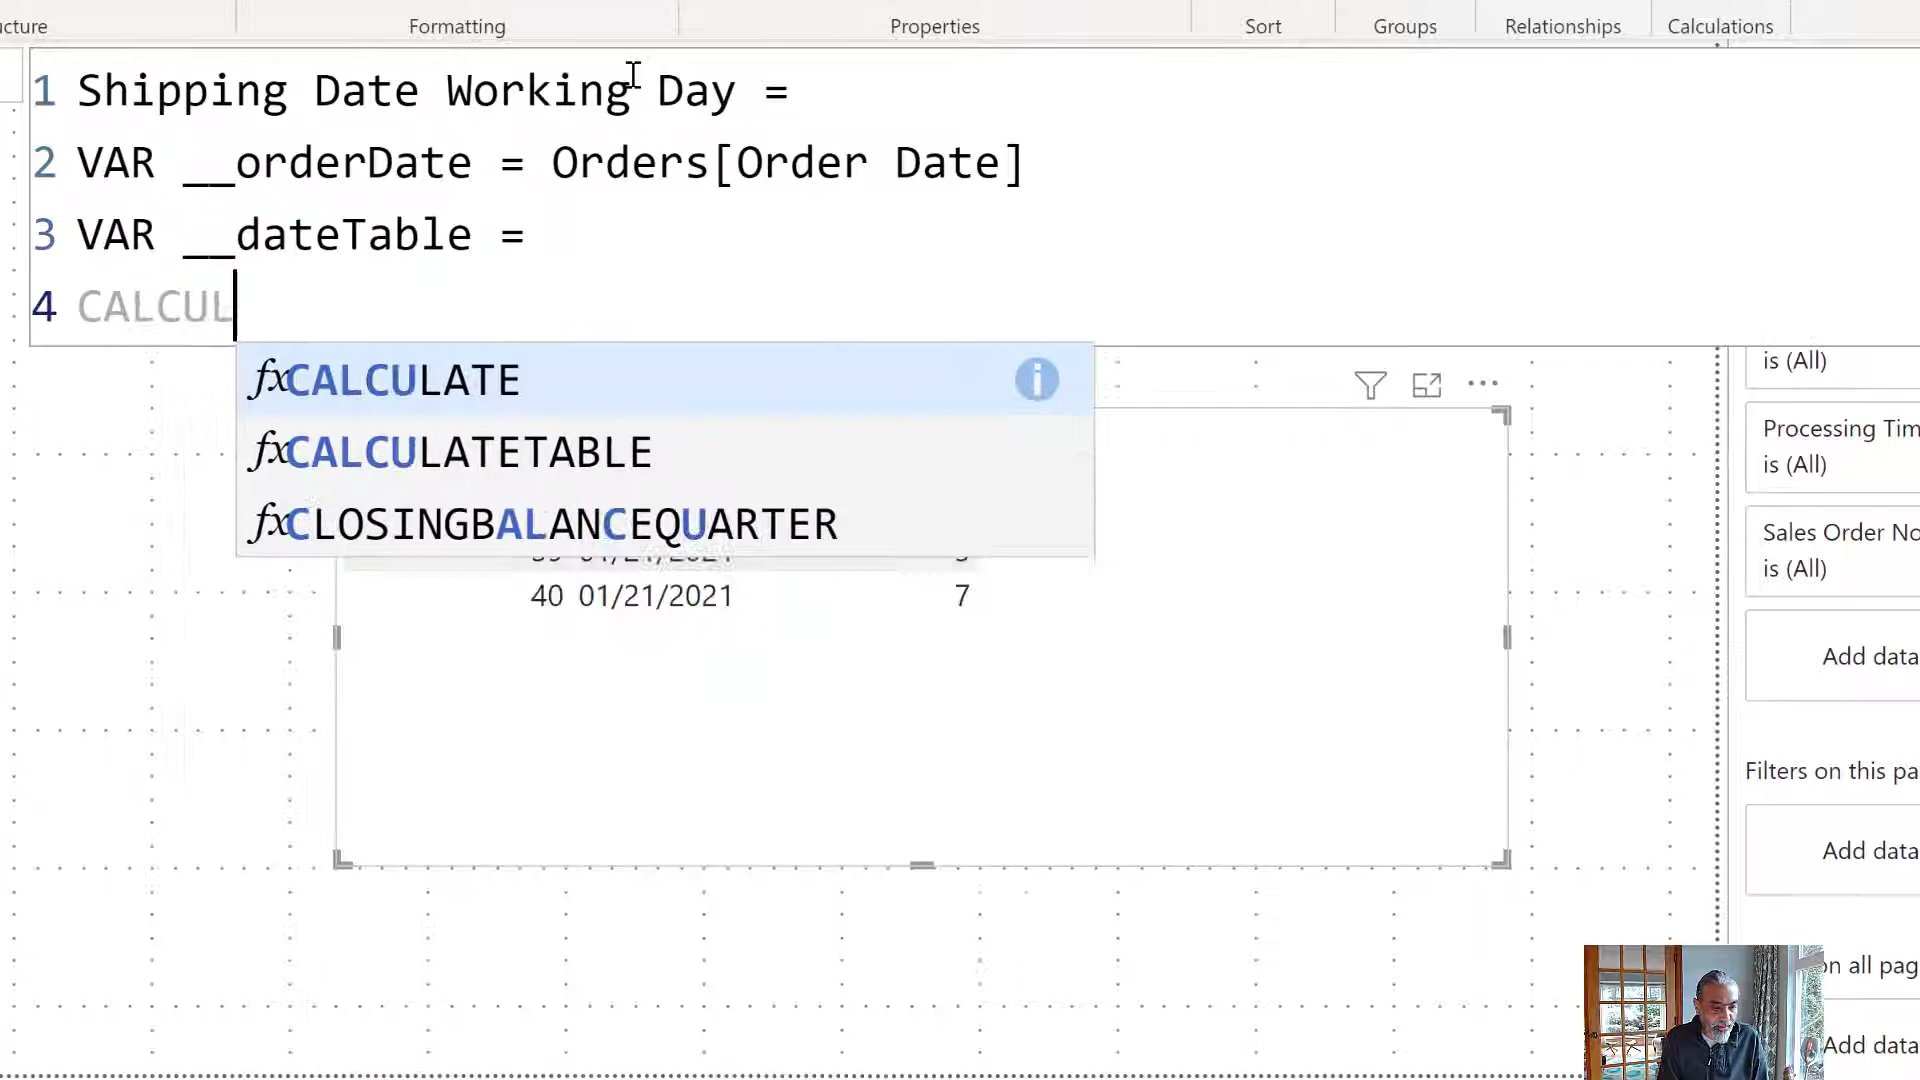 ucture
Formatting
Properties
Sort
Groups
Relationships
Calculations
1 Shipping Date Working Day =
2 VAR __orderDate = Orders[Order Date]
3 VAR __dateTable =
4 CALCUL
fx CALCULATE
fx CALCULATETABLE
fx CLOSINGBALANCEQUARTER
40 01/21/2021 7
is (All)
Processing Tim
is (All)
Sales Order No
is (All)
Add data
Filters on this pa
Add data
on all pag
Add data